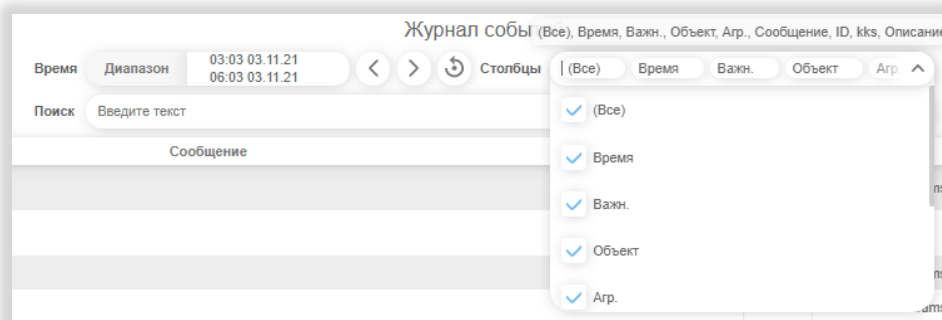 Журнал собы
(Все), Время, Важн., Объект, Агр., Сообщение, ID, kks, Описание
Время
Диапазон
03:03 03.11.21
06:03 03.11.21
Столбцы
(Все)
Время
Важн.
Объект
Агр.
Поиск
Введите текст
(Все)
Сообщение
Время
Важн.
Объект
Агр.